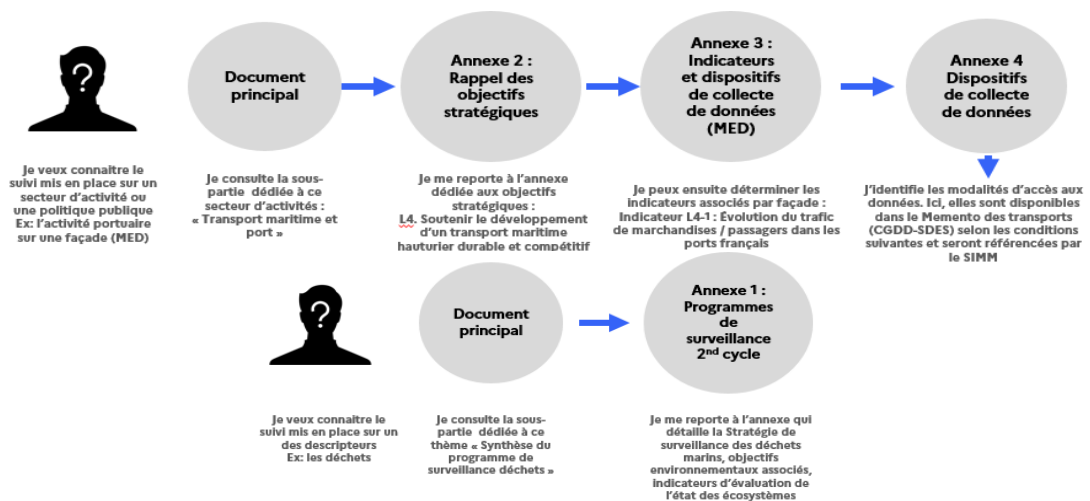 ?
Document
principal
Annexe 2 :
Rappel des
objectifs
stratégiques
Annexe 3 :
Indicateurs
et dispositifs
de collecte
de données
(MED)
Annexe 4
Dispositifs
de collecte
de données
Je veux connaitre le
suivi mis en place sur un
secteur d'activité ou
une politique publique
Ex: l'activité portuaire
sur une façade (MED)
Je consulte la sous-
partie dédiée à ce
secteur d'activités :
« Transport maritime et
port »
Je me reporte à l'annexe
dédiée aux objectifs
stratégiques :
L4. Soutenir le développement
d'un transport maritime
hauturier durable et compétitif
Je peux ensuite déterminer les
indicateurs associés par façade :
Indicateur L4-1 : Évolution du trafic
de marchandises / passagers dans les
ports français
J'identifie les modalités d'accès aux
données. Ici, elles sont disponibles
dans le Memento des transports
(CGDD-SDES) selon les conditions
suivantes et seront référencées par
le SIMM
?
Document
principal
Annexe 1 :
Programmes
de
surveillance
2nd cycle
Je veux connaitre le
suivi mis en place sur un
des descripteurs
Ex: les déchets
Je consulte la sous-
partie dédiée à ce
thème « Synthèse du
programme de
surveillance déchets »
Je me reporte à l'annexe qui
détaille la Stratégie de
surveillance des déchets
marins, objectifs
environnementaux associés,
indicateurs d'évaluation de
l'état des écosystèmes